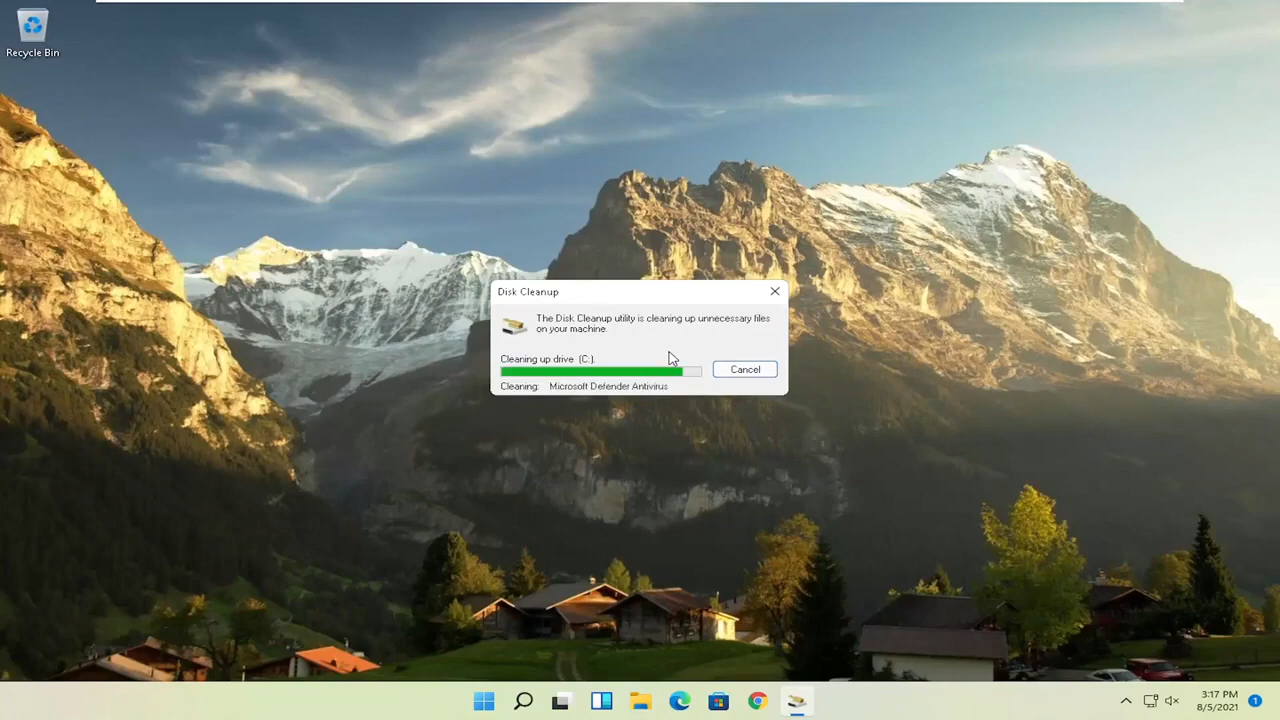 Recycle Bin
Disk Cleanup
The Disk Cleanup utility is cleaning up unnecessary files
on your machine.
Cleaning up drive (C:).
Cancel
Cleaning: Microsoft Defender Antivirus
3:17 PM
8/5/2021
1